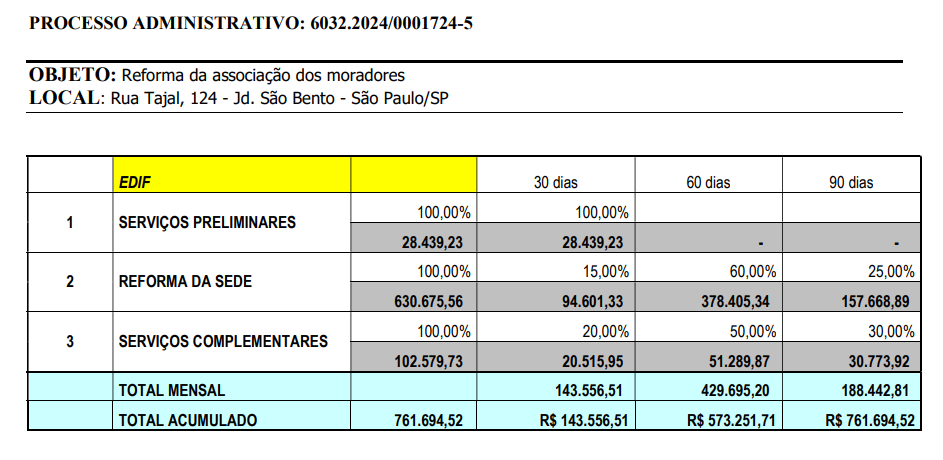 PROCESSO ADMINISTRATIVO: 6032.2024/0001724-5
OBJETO: Reforma da associação dos moradores
LOCAL: Rua Tajal, 124 - Jd. São Bento - São Paulo/SP
EDIF 30 dias 60 dias 90 dias
100,00% 100,00%
1 SERVIÇOS PRELIMINARES
28.439,23 28.439,23 - -
100,00% 15,00% 60,00% 25,00%
2 REFORMA DA SEDE
630.675,56 94.601,33 378.405,34 157.668,89
100,00% 20,00% 50,00% 30,00%
3 SERVIÇOS COMPLEMENTARES
102.579,73 20.515,95 51.289,87 30.773,92
TOTAL MENSAL 143.556,51 429.695,20 188.442,81
TOTAL ACUMULADO 761.694,52 R$ 143.556,51 R$ 573.251,71 R$ 761.694,52